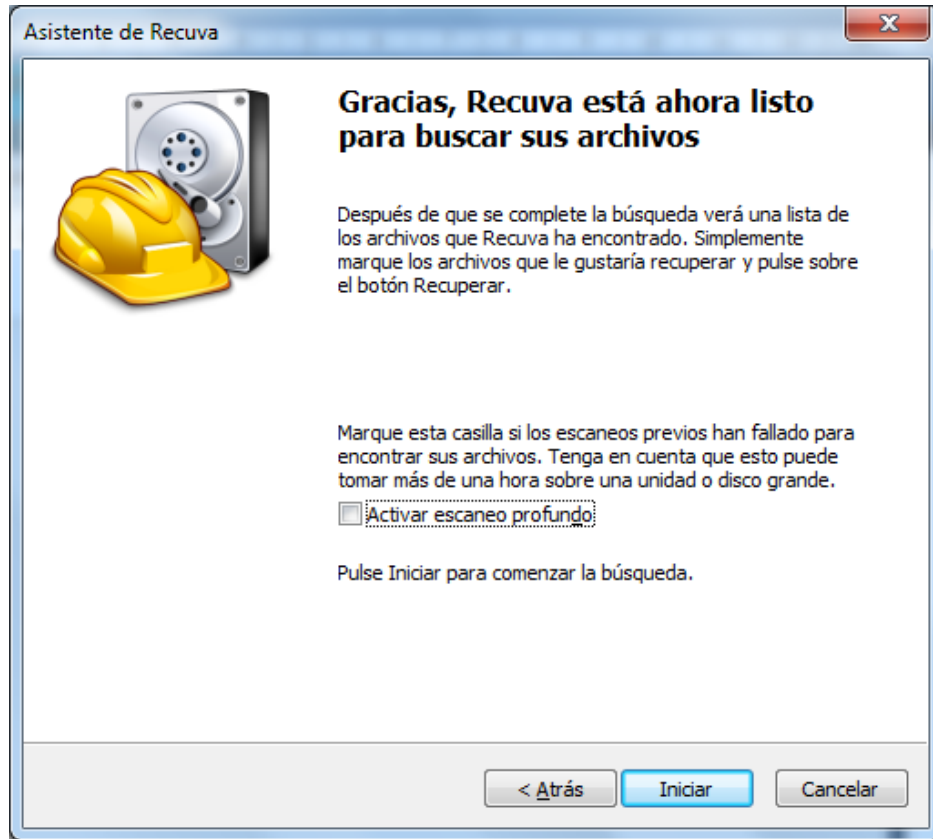 Asistente de Recuva
X
Gracias, Recuva está ahora listo
para buscar sus archivos
Después de que se complete la búsqueda verá una lista de
los archivos que Recuva ha encontrado. Simplemente
marque los archivos que le gustaría recuperar y pulse sobre
el botón Recuperar.
Marque esta casilla si los escaneos previos han fallado para
encontrar sus archivos. Tenga en cuenta que esto puede
tomar más de una hora sobre una unidad o disco grande.
Activar escaneo profundo
Pulse Iniciar para comenzar la búsqueda.
< Atrás Iniciar Cancelar